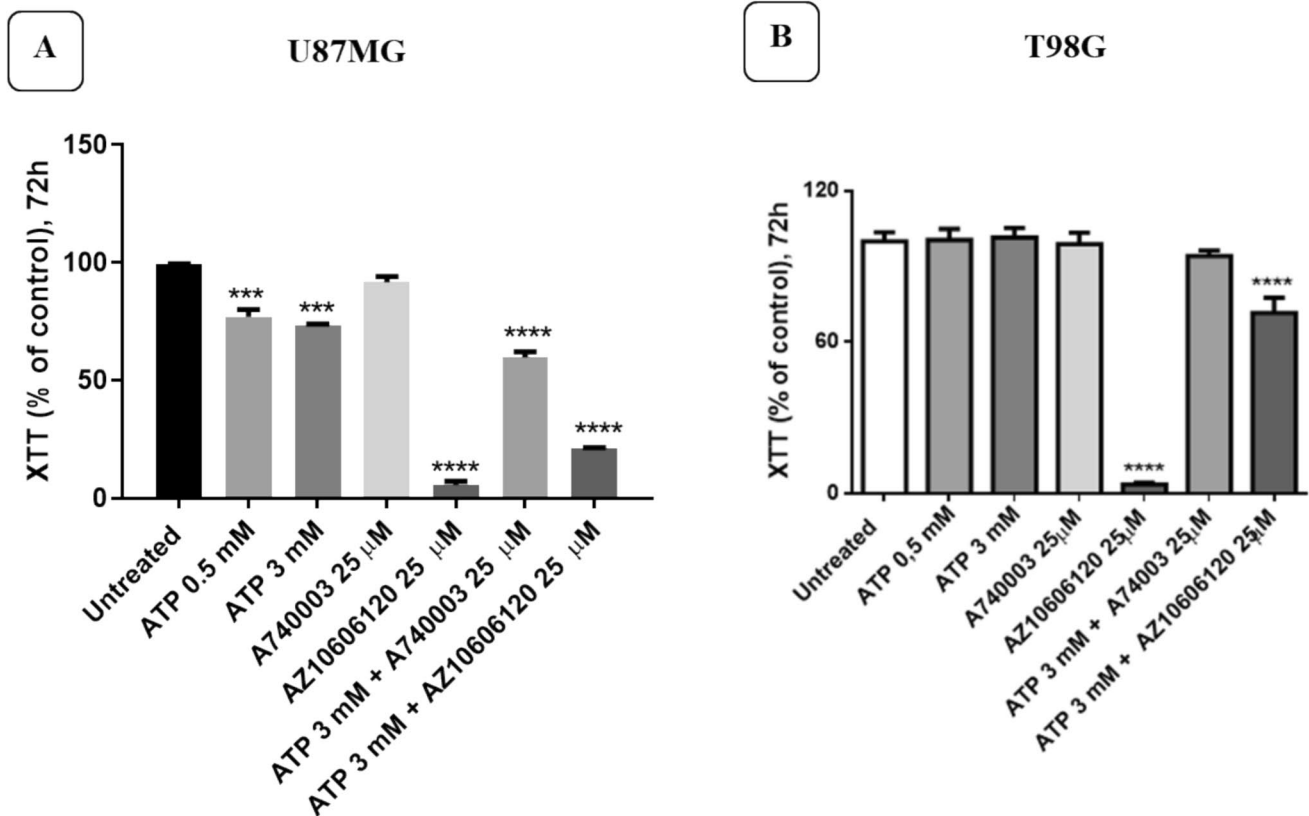 A
U87MG
XTT (% of control), 72h
150
100
50
0
***
***
****
****
****
Untreated
ATP 0.5 mM
ATP 3 mM
A740003 25 μM
AZ10606120 25 μM
ATP 3 mM + A740003 25 μM
ATP 3 mM + AZ10606120 25 μM
B
T98G
XTT (% of control), 72h
120
60
0
****
****
Untreated
ATP 0,5 mM
ATP 3 mM
A740003 25μM
AZ10606120 25μM
ATP 3 mM + A74003 25μM
ATP 3 mM + AZ10606120 25μM